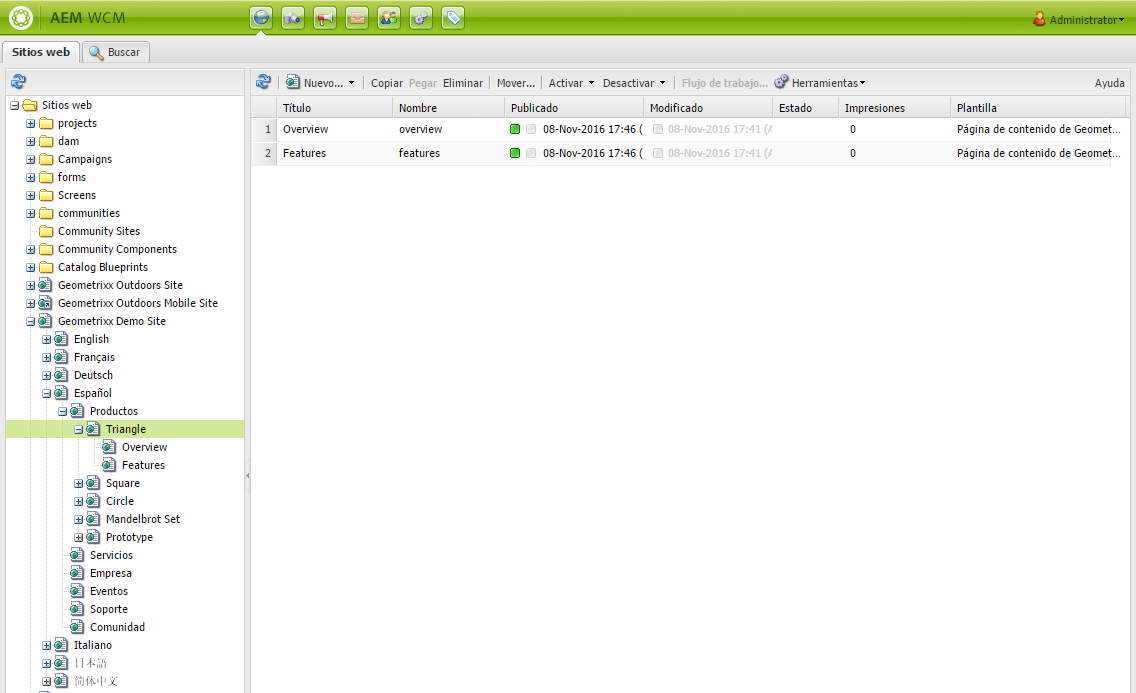 AEM WCM
Administrator
Sitios web
Buscar
Nuevo...
Copiar
Pegar
Eliminar
Mover...
Activar
Desactivar
Flujo de trabajo...
Herramientas
Ayuda
Sitios web
projects
dam
Campaigns
forms
Screens
communities
Community Sites
Community Components
Catalog Blueprints
Geometrixx Outdoors Site
Geometrixx Outdoors Mobile Site
Geometrixx Demo Site
English
Français
Deutsch
Español
Productos
Triangle
Overview
Features
Square
Circle
Mandelbrot Set
Prototype
Servicios
Empresa
Eventos
Soporte
Comunidad
Italiano
日本語
简体中文
Título Nombre Publicado Modificado Estado Impresiones Plantilla
1 Overview overview 08-Nov-2016 17:46 ( 08-Nov-2016 17:41 (A 0 Página de contenido de Geomet...
2 Features features 08-Nov-2016 17:46 ( 08-Nov-2016 17:41 (A 0 Página de contenido de Geomet...